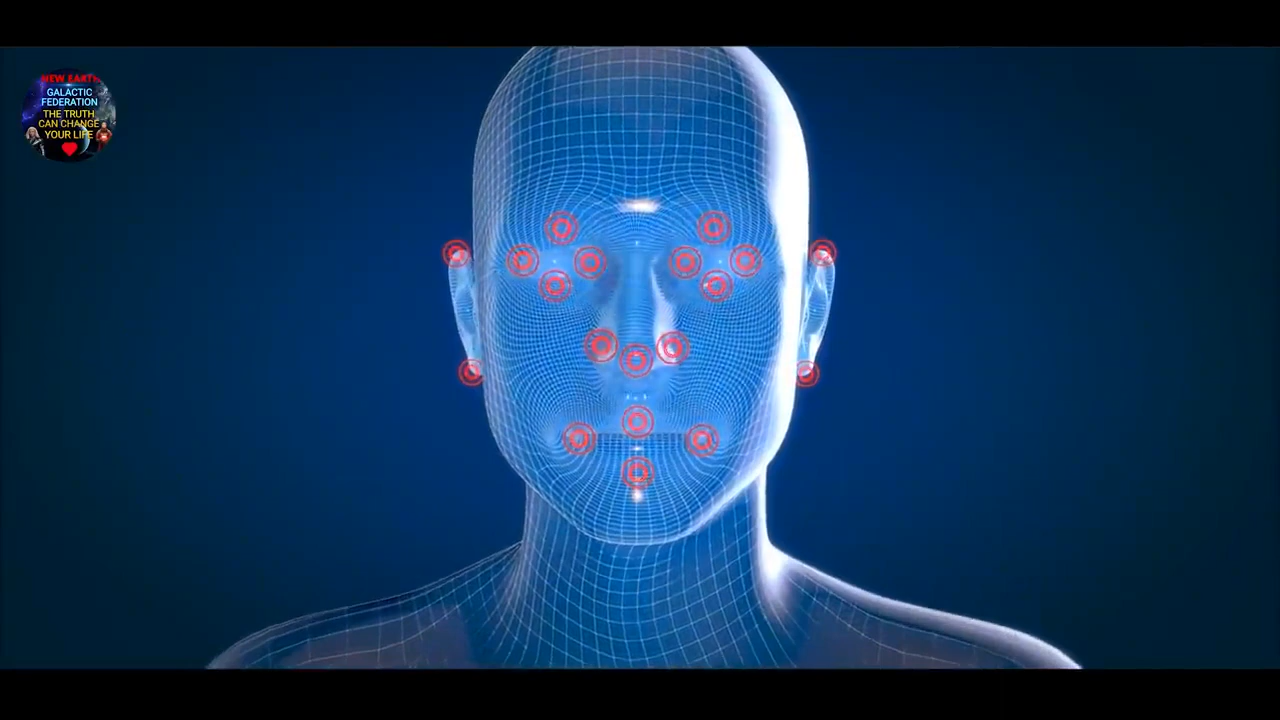 NEW EARTH
GALACTIC
FEDERATION
THE TRUTH
CAN CHANGE
YOUR LIFE